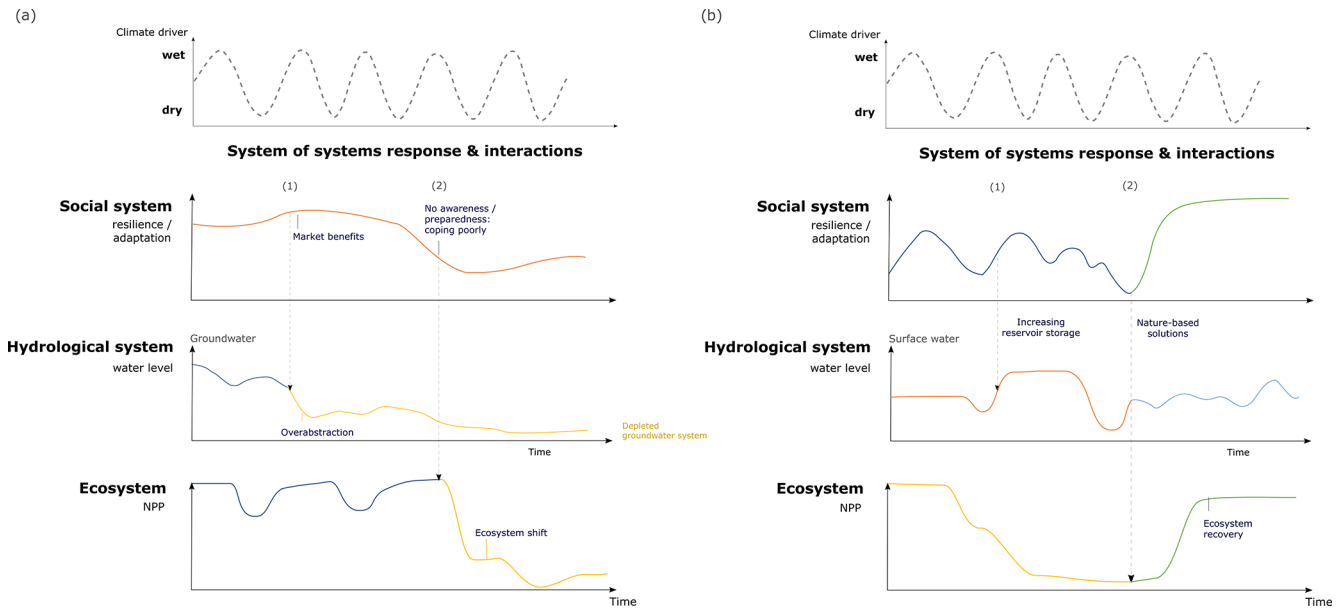 (a)
Climate driver
wet
dry
System of systems response & interactions
(1)
(2)
Social system
resilience /
adaptation
Market benefits
No awareness /
preparedness:
coping poorly
Hydrological system
water level
Groundwater
Overabstraction
Depleted
groundwater system
Time
Ecosystem
NPP
Ecosystem shift
Time
(b)
Climate driver
wet
dry
System of systems response & interactions
(1)
(2)
Social system
resilience /
adaptation
Increasing
reservoir storage
Nature-based
solutions
Hydrological system
water level
Surface water
Time
Ecosystem
NPP
Ecosystem
recovery
Time